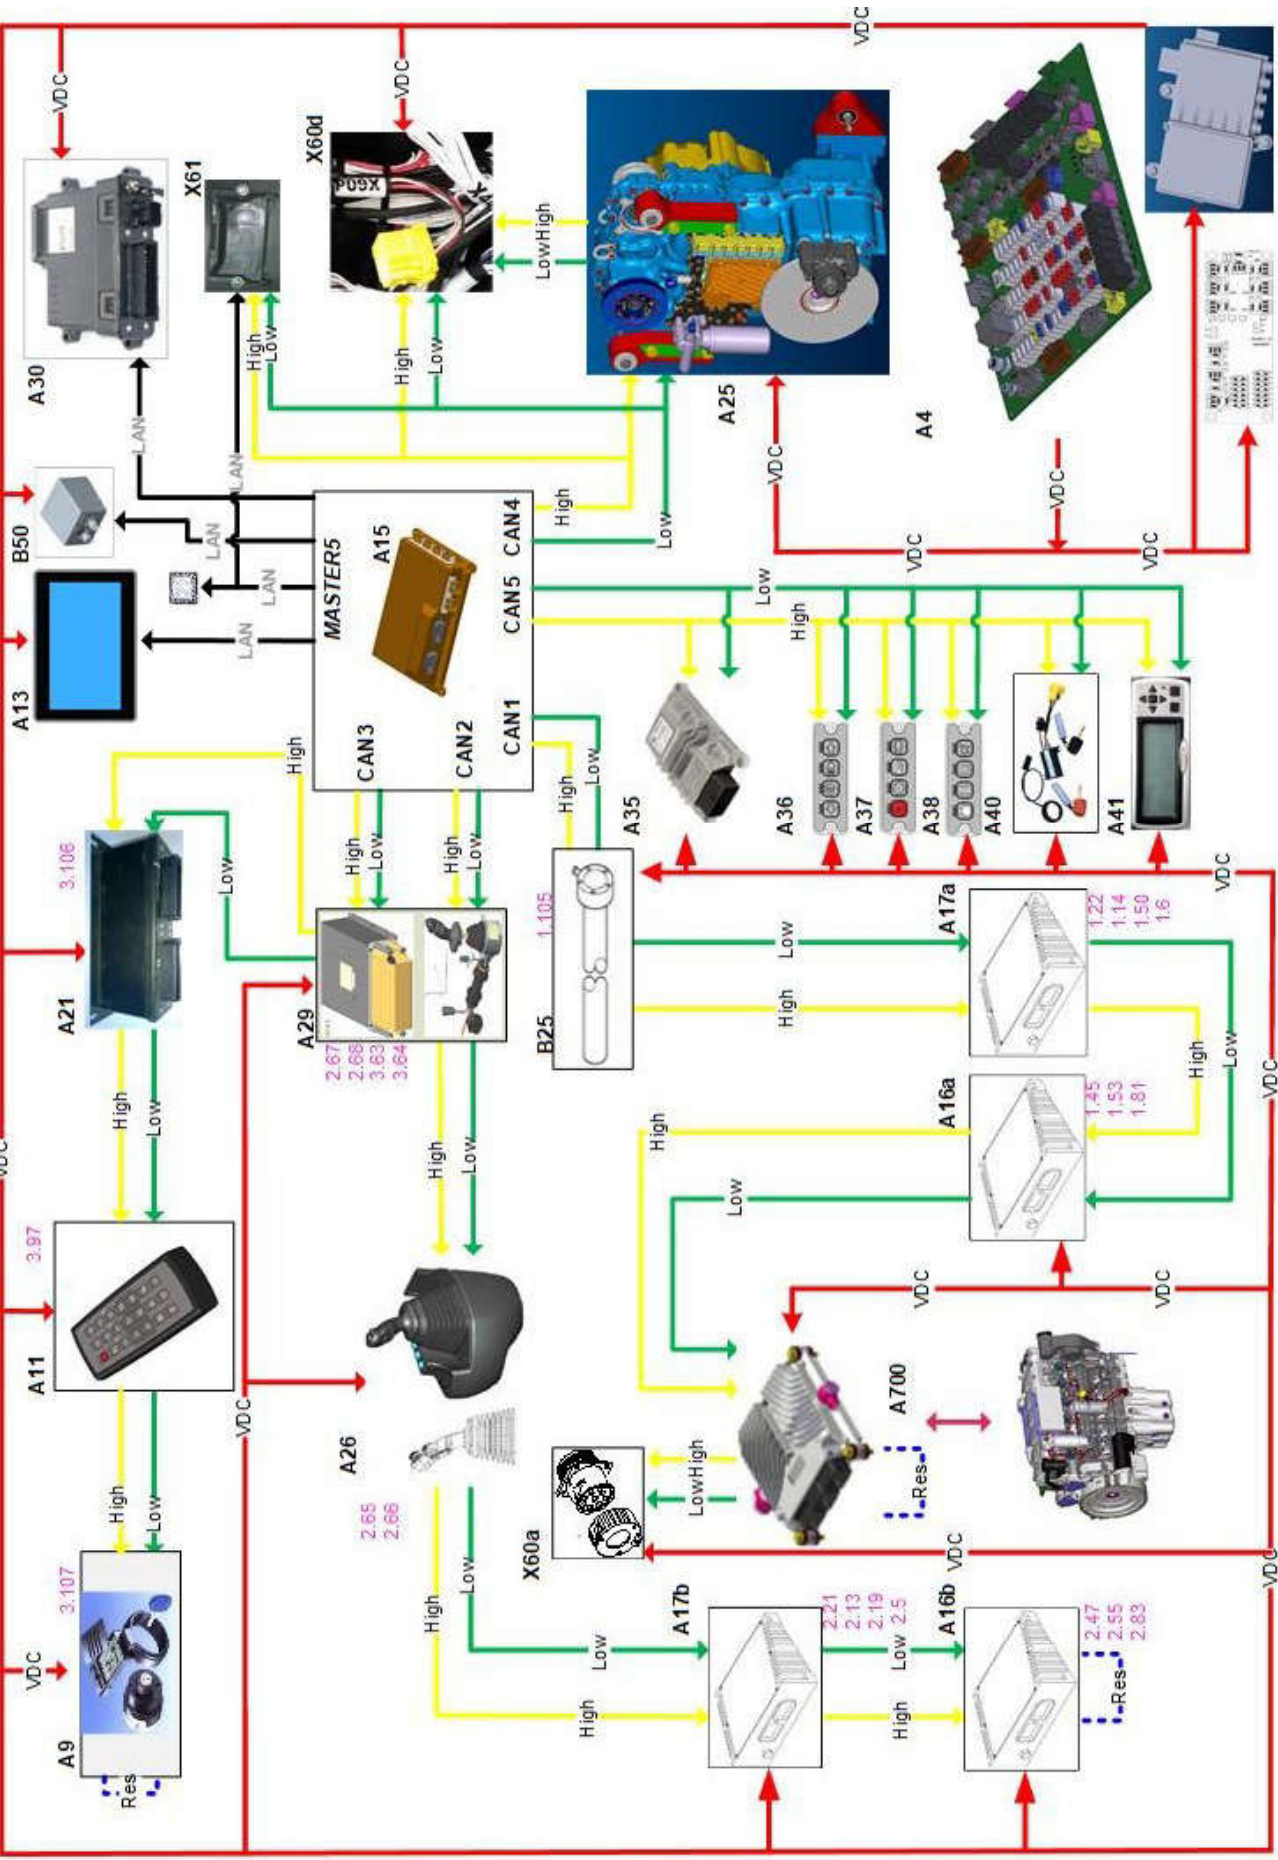 VDC
VDC
A9
3.107
A11
3.97
A21
3.106
A13
B50
A30
VDC
Res
High
Low
High
Low
LAN
X61
VDC
Low
High
LAN
LAN
LAN
LAN
High
Low
A26
2.65
2.66
A29
2.67
2.68
3.63
3.64
MASTER5
X60d
X60d
VDC
High
Low
High
Low
High
Low
CAN3
A15
High
Low
High
Low
CAN2
High
Low
X60a
B25
1.105
CAN1
CAN5
CAN4
Low
High
High
Low
High
Low
High
Low
Low
High
A17b
A35
High
Low
A25
High
Low
2.21
2.13
2.19
2.5
Low
High
A700
Low
High
A36
A37
A38
A40
A41
High
Low
VDC
A4
Res
A16b
VDC
VDC
A16a
A17a
VDC
VDC
2.47
2.55
2.83
Res
1.45
1.53
1.81
1.22
1.14
1.50
1.6
VDC
VDC
High
Low
VDC
VDC
VDC